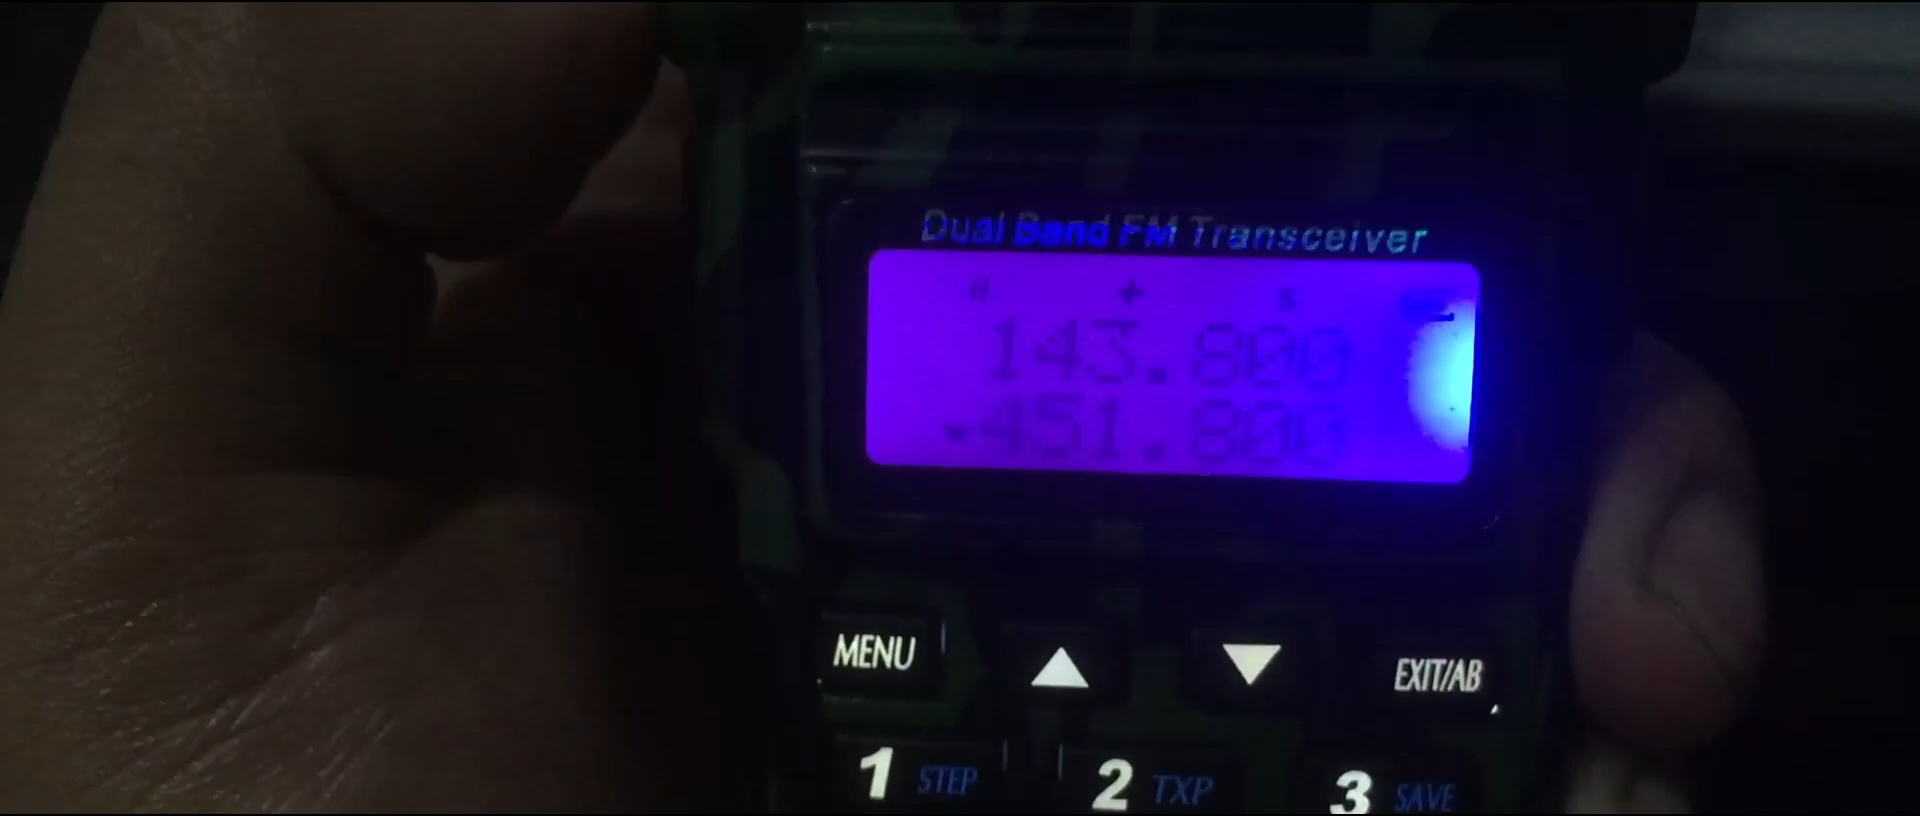 Dual Band FM Transceiver
H + S
143.800
▼451.800
MENU ▲ ▼ EXIT/AB
1 STEP 2 TXP 3 SAVE